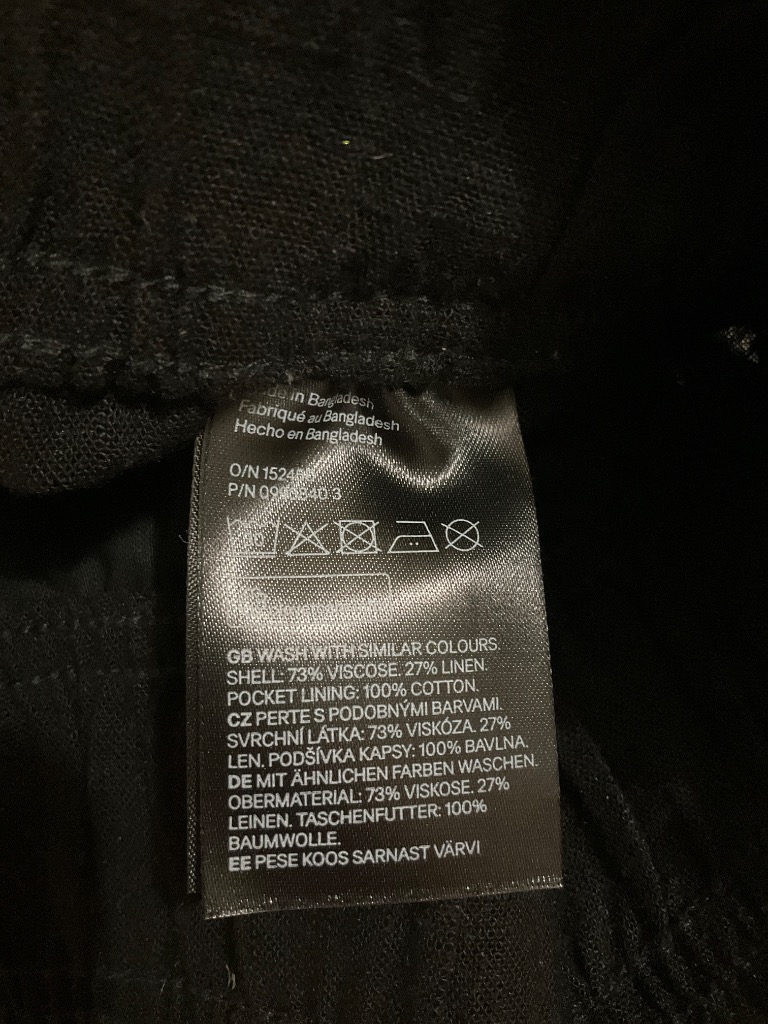 in Bangladesh
Fabriqué au Bangladesh
Hecho en Bangladesh
O/N
P/N
GB WASH WITH SIMILAR COLOURS.
SHELL: 73% VISCOSE. 27% LINEN.
POCKET LINING: 100% COTTON.
CZ PERTE S PODOBNÝMI BARVAMI.
SVRCHNÍ LÁTKA: 73% VISKÓZA. 27%
LEN. PODŠÍVKA KAPSY: 100% BAVLNA.
DE MIT ÄHNLICHEN FARBEN WASCHEN.
OBERMATERIAL: 73% VISKOSE. 27%
LEINEN. TASCHENFUTTER: 100%
BAUMWOLLE.
EE PESE KOOS SARNAST VÄRVI